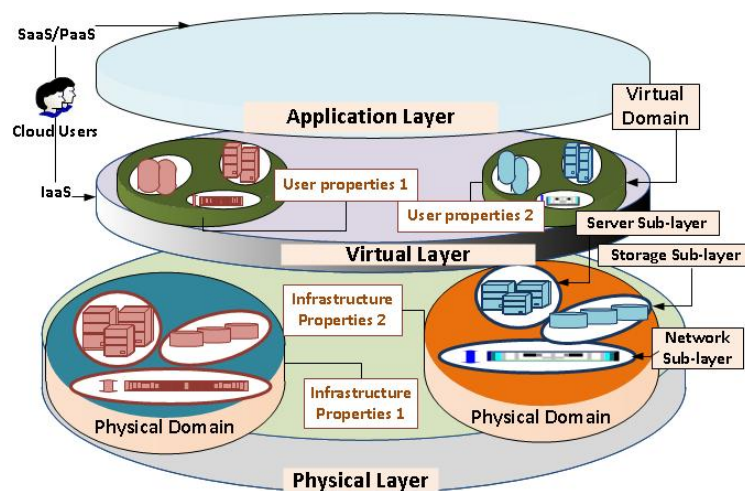 SaaS/PaaS
Cloud Users
IaaS
Application Layer
Virtual
Domain
User properties 1
User properties 2
Server Sub-layer
Virtual Layer
Storage Sub-layer
Infrastructure
Properties 2
Network
Sub-layer
Infrastructure
Properties 1
Physical Domain
Physical Domain
Physical Layer